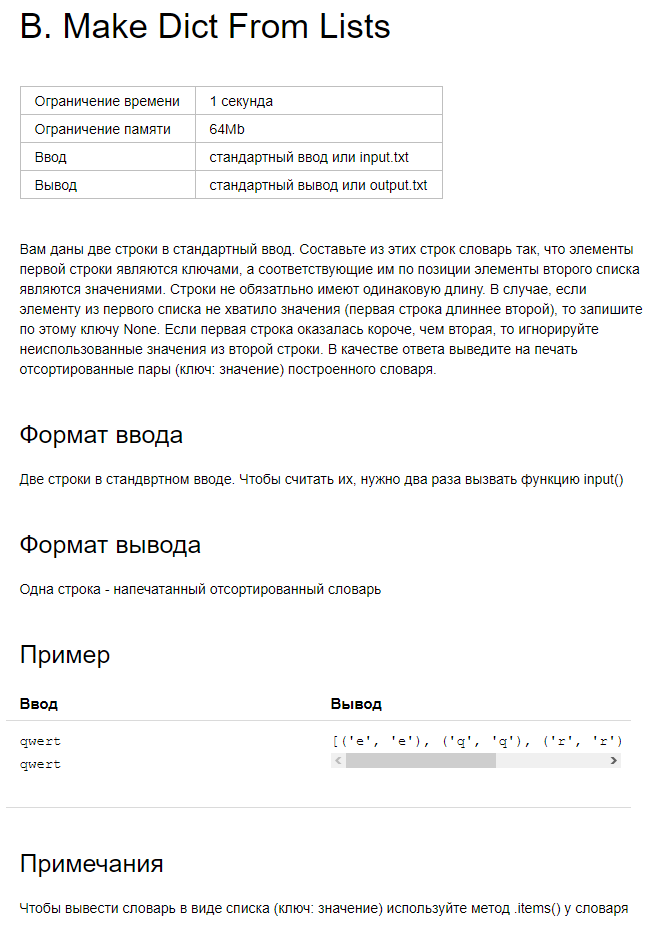 B. Make Dict From Lists
Ограничение времени 1 секунда
Ограничение памяти 64Mb
Ввод стандартный ввод или input.txt
Вывод стандартный вывод или output.txt
Вам даны две строки в стандартный ввод. Составьте из этих строк словарь так, что элементы
первой строки являются ключами, а соответствующие им по позиции элементы второго списка
являются значениями. Строки не обязатльно имеют одинаковую длину. В случае, если
элементу из первого списка не хватило значения (первая строка длиннее второй), то запишите
по этому ключу None. Если первая строка оказалась короче, чем вторая, то игнорируйте
неиспользованные значения из второй строки. В качестве ответа выведите на печать
отсортированные пары (ключ: значение) построенного словаря.
Формат ввода
Две строки в стандвртном вводе. Чтобы считать их, нужно два раза вызвать функцию input()
Формат вывода
Одна строка - напечатанный отсортированный словарь
Пример
Ввод Вывод
qwert [('e', 'e'), ('q', 'q'), ('r', 'r')
qwert
Примечания
Чтобы вывести словарь в виде списка (ключ: значение) используйте метод .items() у словаря